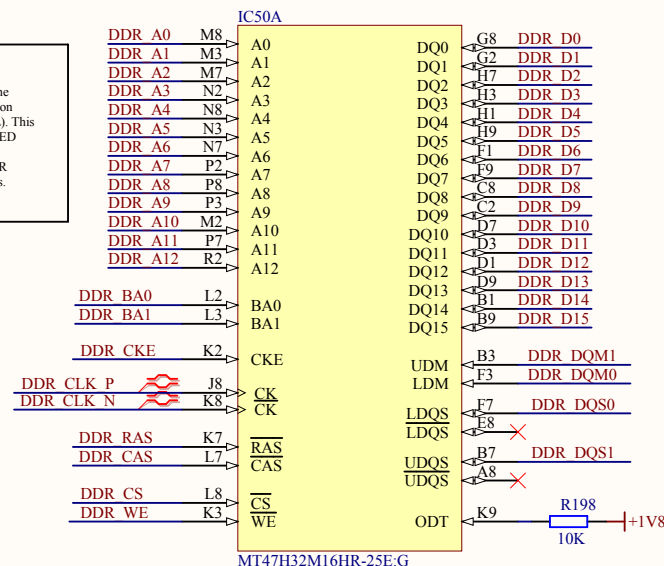 IC50A
he
on
). This
ED
R
s.
DDR_A0 M8 A0
DDR_A1 M3 A1
DDR_A2 M7 A2
DDR_A3 N2 A3
DDR_A4 N8 A4
DDR_A5 N3 A5
DDR_A6 N7 A6
DDR_A7 P2 A7
DDR_A8 P8 A8
DDR_A9 P3 A9
DDR_A10 M2 A10
DDR_A11 P7 A11
DDR_A12 R2 A12
DDR_BA0 L2 BA0
DDR_BA1 L3 BA1
DDR_CKE K2 CKE
DDR_CLK_P J8 CK
DDR_CLK_N K8 CK
DDR_RAS K7 RAS
DDR_CAS L7 CAS
DDR_CS L8 CS
DDR_WE K3 WE
DQ0 G8 DDR_D0
DQ1 G2 DDR_D1
DQ2 H7 DDR_D2
DQ3 H3 DDR_D3
DQ4 H1 DDR_D4
DQ5 H9 DDR_D5
DQ6 F1 DDR_D6
DQ7 F9 DDR_D7
DQ8 C8 DDR_D8
DQ9 C2 DDR_D9
DQ10 D7 DDR_D10
DQ11 D3 DDR_D11
DQ12 D1 DDR_D12
DQ13 D9 DDR_D13
DQ14 B1 DDR_D14
DQ15 B9 DDR_D15
UDM B3 DDR_DQM1
LDM F3 DDR_DQM0
LDQS F7 DDR_DQS0
LDQS E8
UDQS B7 DDR_DQS1
UDQS A8
ODT K9 R198 +1V8
10K
MT47H32M16HR-25E:G